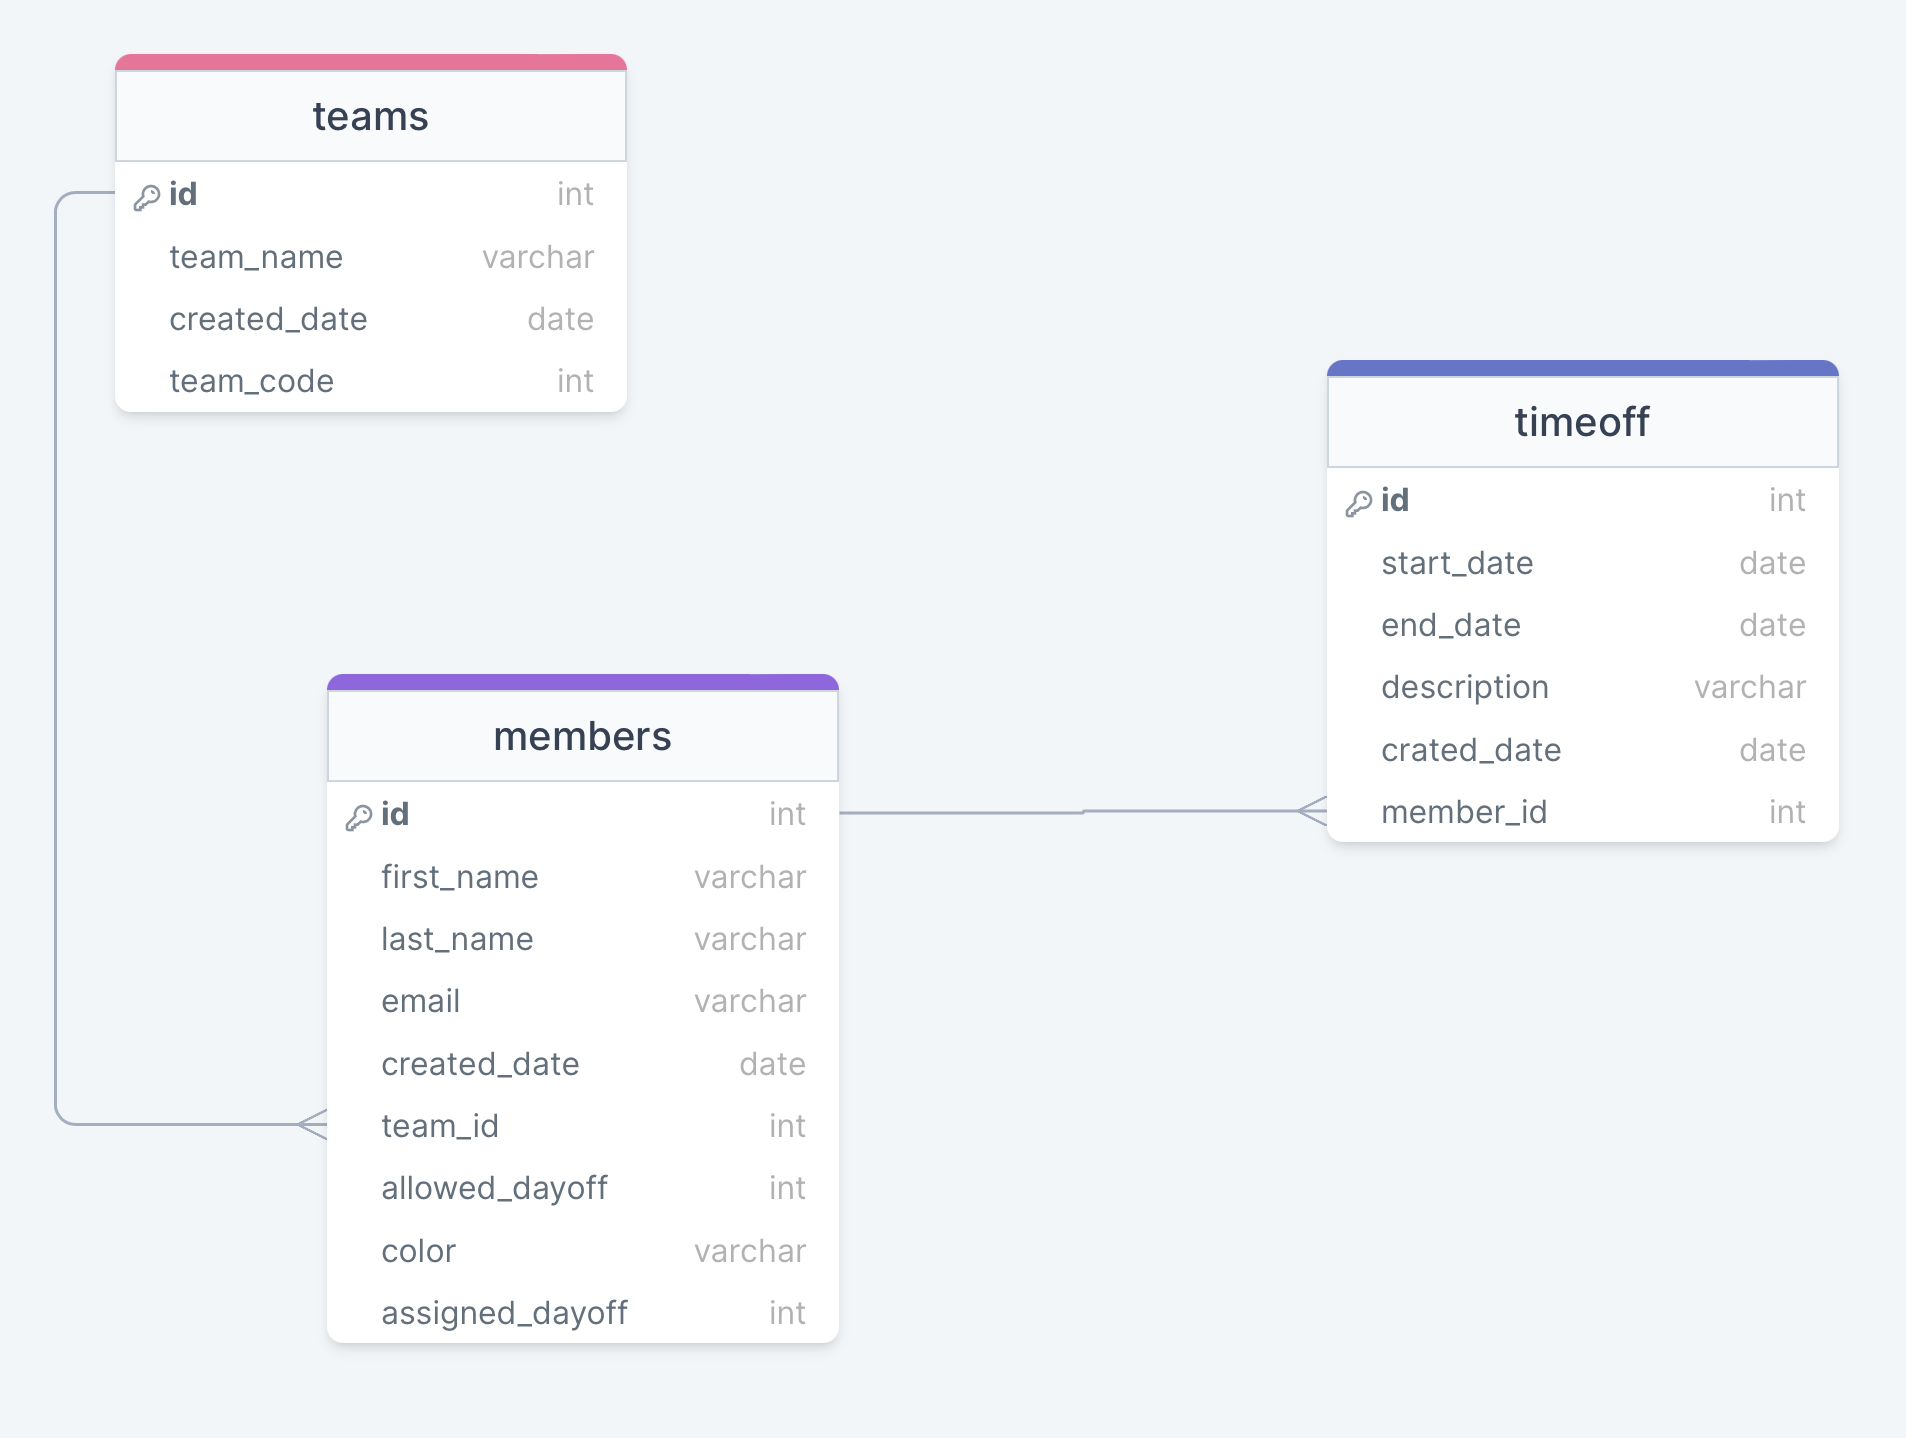 teams
id int
team_name varchar
created_date date
team_code int
timeoff
id int
start_date date
end_date date
description varchar
crated_date date
member_id int
members
id int
first_name varchar
last_name varchar
email varchar
created_date date
team_id int
allowed_dayoff int
color varchar
assigned_dayoff int